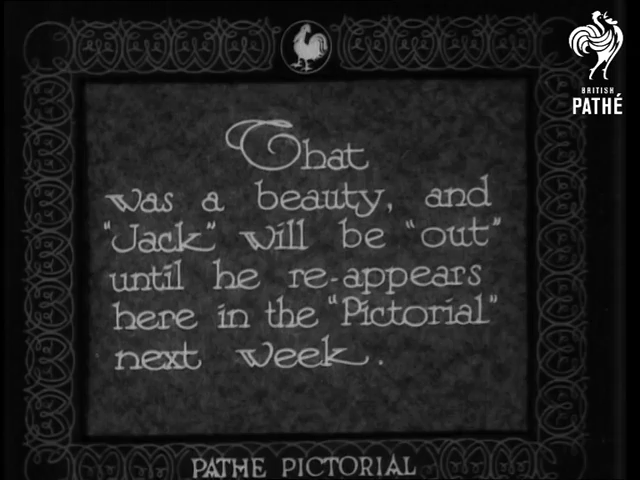 BRITISH
PATHÉ
That
was a beauty, and
"Jack" will be "out"
until he re-appears
here in the "Pictorial"
next week.
PATHE PICTORIAL